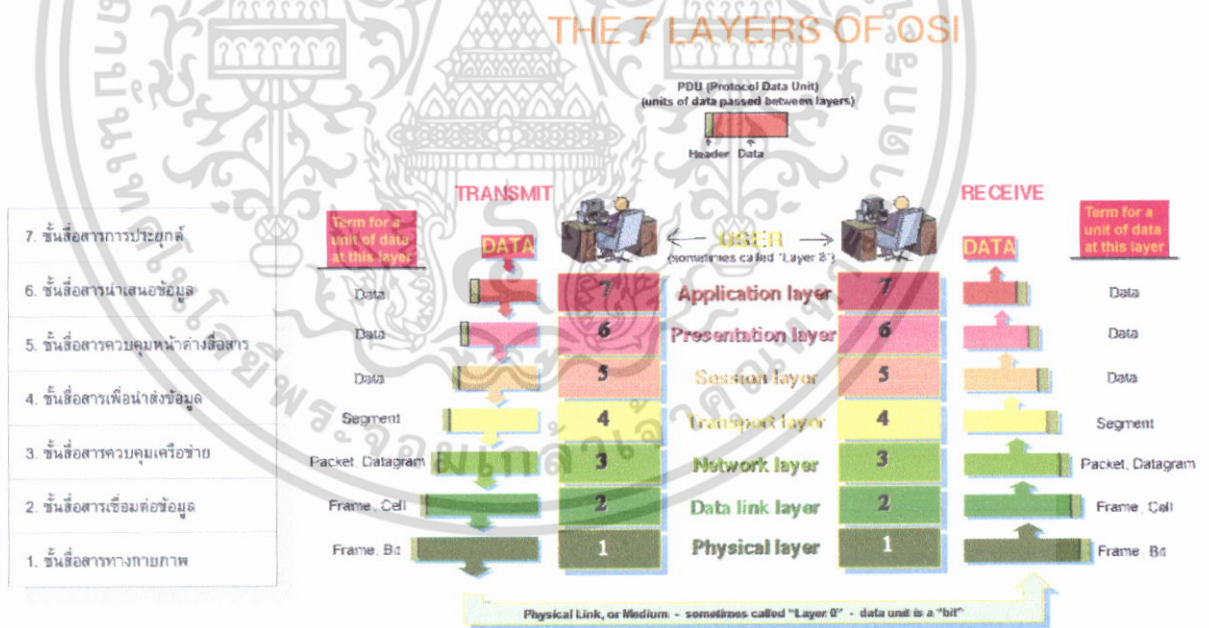 THE 7 LAYERS OF OSI
PDU (Protocol Data Unit)
(units of data passed between layers)
Header Data
TRANSMIT
RECEIVE
Term for a
unit of data
at this layer
DATA
USER
(sometimes called "Layer 8")
DATA
Term for a
unit of data
at this layer
7. ชั้นสื่อสารการประยุกต์
6. ชั้นสื่อสารนำเสนอข้อมูล
5. ชั้นสื่อสารควบคุมหน้าต่างสื่อสาร
4. ชั้นสื่อสารเพื่อนำส่งข้อมูล
3. ชั้นสื่อสารควบคุมเครือข่าย
2. ชั้นสื่อสารเชื่อมต่อข้อมูล
1. ชั้นสื่อสารทางกายภาพ
Data 7 Application layer 7 Data
Data 6 Presentation layer 6 Data
Data 5 Session layer 5 Data
Segment 4 Transport layer 4 Segment
Packet, Datagram 3 Network layer 3 Packet, Datagram
Frame, Cell 2 Data link layer 2 Frame, Cell
Frame, Bit 1 Physical layer 1 Frame, Bit
Physical Link, or Medium - sometimes called "Layer 0" - data unit is a "bit"